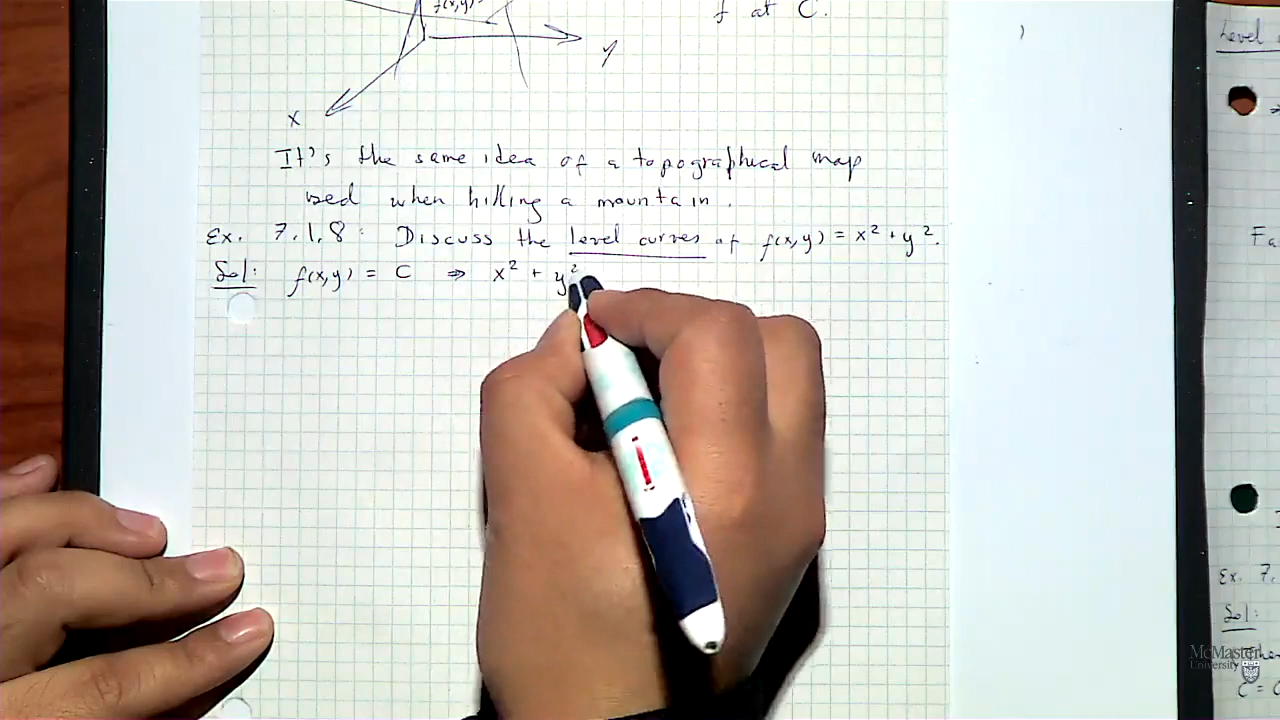 f(x,y)=
f at C.
y
x
It's the same idea of a topographical map
used when hiking a mountain.
Ex. 7.1.8: Discuss the level curves of f(x,y) = x² + y².
Sol: f(x,y) = C ⇒ x² + y²
Level
Ex. 7.
Sol:
McMaster
University